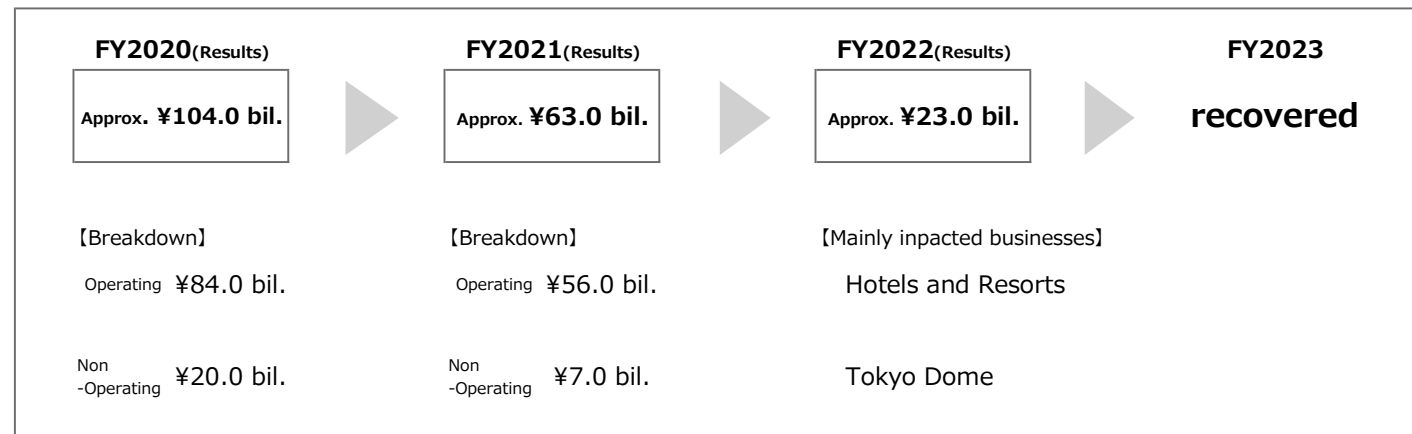 FY2020(Results)
Approx. ¥104.0 bil.
【Breakdown】
Operating ¥84.0 bil.
Non
-Operating ¥20.0 bil.
FY2021(Results)
Approx. ¥63.0 bil.
【Breakdown】
Operating ¥56.0 bil.
Non
-Operating ¥7.0 bil.
FY2022(Results)
Approx. ¥23.0 bil.
【Mainly inpacted businesses】
Hotels and Resorts
Tokyo Dome
FY2023
recovered